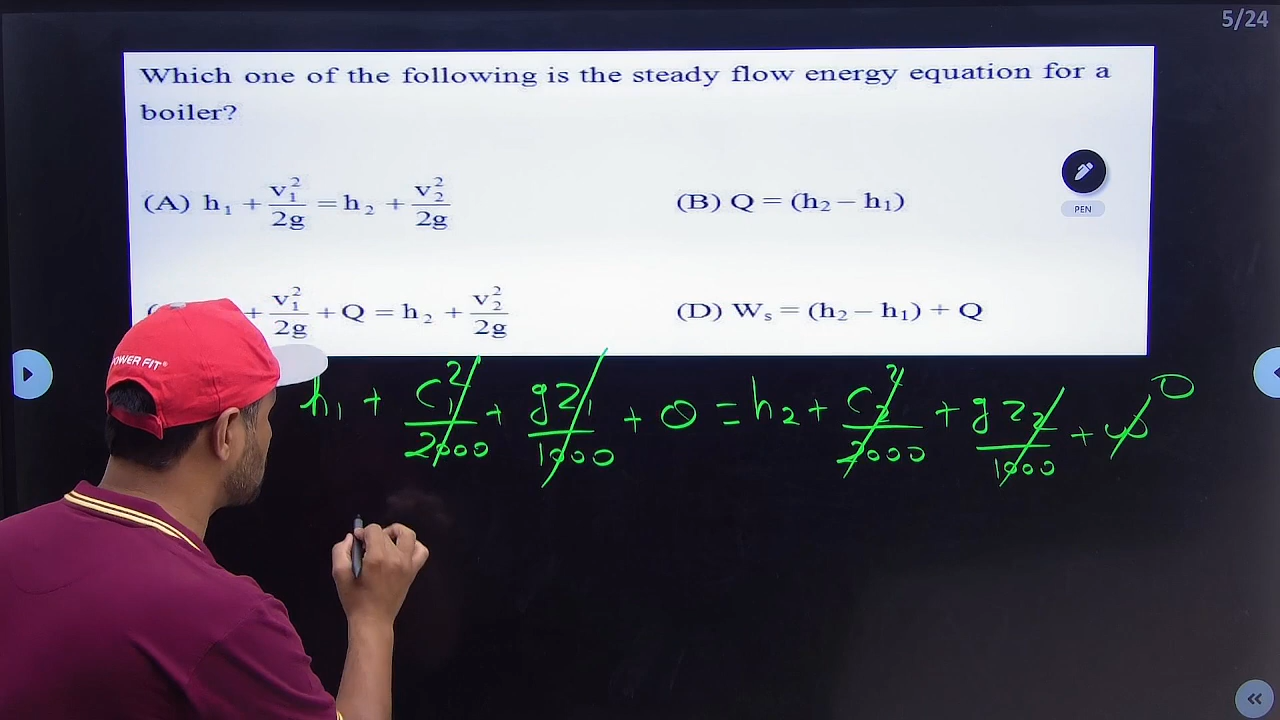 5/24
Which one of the following is the steady flow energy equation for a
boiler?
(A) h₁ + v₁²/2g = h₂ + v₂²/2g
(B) Q = (h₂ – h₁)
PEN
+ v₁²/2g + Q = h₂ + v₂²/2g
(D) Wₛ = (h₂ – h₁) + Q
POWER FIT®
h₁ + C₁²/2000 + gZ₁/1000 + Q = h₂ + C₂²/2000 + gZ₂/1000 + W 0